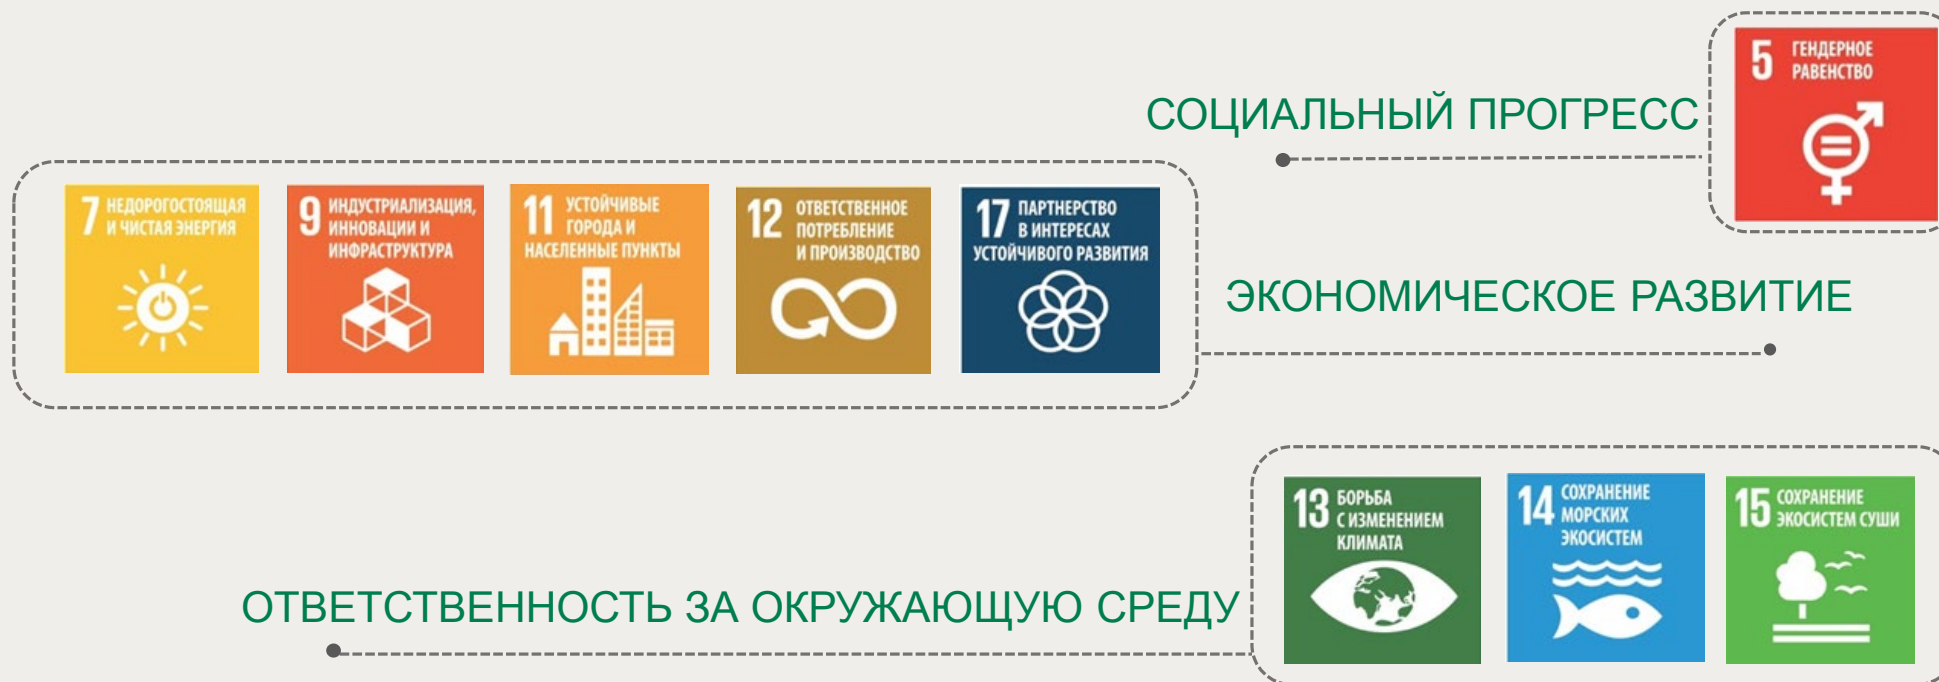 5 ГЕНДЕРНОЕ
РАВЕНСТВО
СОЦИАЛЬНЫЙ ПРОГРЕСС
7 НЕДОРОГОСТОЯЩАЯ
И ЧИСТАЯ ЭНЕРГИЯ
9 ИНДУСТРИАЛИЗАЦИЯ,
ИННОВАЦИИ И
ИНФРАСТРУКТУРА
11 УСТОЙЧИВЫЕ
ГОРОДА И
НАСЕЛЕННЫЕ ПУНКТЫ
12 ОТВЕТСТВЕННОЕ
ПОТРЕБЛЕНИЕ
И ПРОИЗВОДСТВО
17 ПАРТНЕРСТВО
В ИНТЕРЕСАХ
УСТОЙЧИВОГО РАЗВИТИЯ
ЭКОНОМИЧЕСКОЕ РАЗВИТИЕ
13 БОРЬБА
С ИЗМЕНЕНИЕМ
КЛИМАТА
14 СОХРАНЕНИЕ
МОРСКИХ
ЭКОСИСТЕМ
15 СОХРАНЕНИЕ
ЭКОСИСТЕМ СУШИ
ОТВЕТСТВЕННОСТЬ ЗА ОКРУЖАЮЩУЮ СРЕДУ